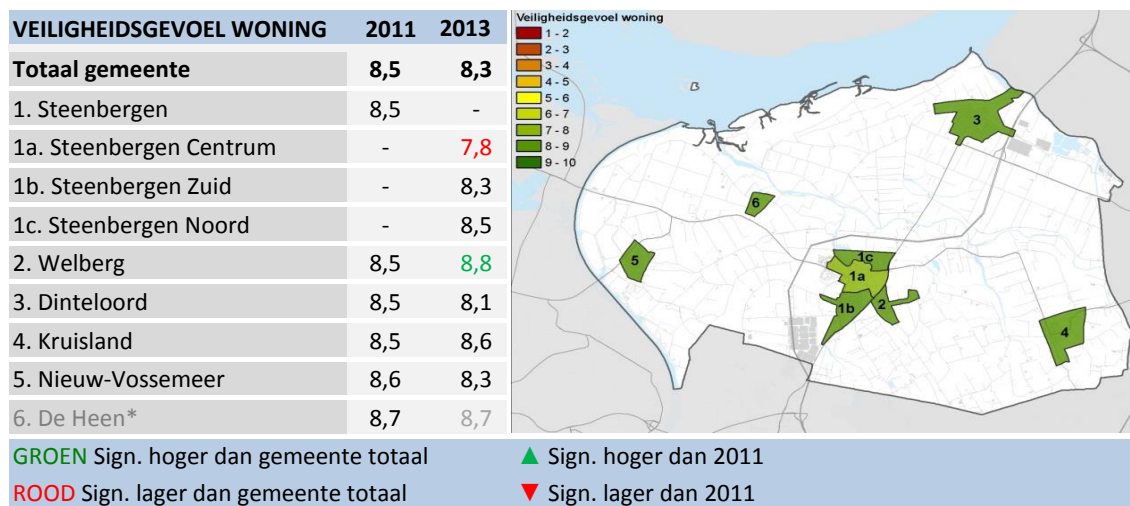 VEILIGHEIDSGEVOEL WONING 2011 2013
Totaal gemeente 8,5 8,3
1. Steenbergen 8,5 -
1a. Steenbergen Centrum - 7,8
1b. Steenbergen Zuid - 8,3
1c. Steenbergen Noord - 8,5
2. Welberg 8,5 8,8
3. Dinteloord 8,5 8,1
4. Kruisland 8,5 8,6
5. Nieuw-Vossemeer 8,6 8,3
6. De Heen* 8,7 8,7
Veiligheidsgevoel woning
1 - 2
2 - 3
3 - 4
4 - 5
5 - 6
6 - 7
7 - 8
8 - 9
9 - 10
3
6
5
1c
1a
1b
2
4
GROEN Sign. hoger dan gemeente totaal ▲ Sign. hoger dan 2011
ROOD Sign. lager dan gemeente totaal ▼ Sign. lager dan 2011